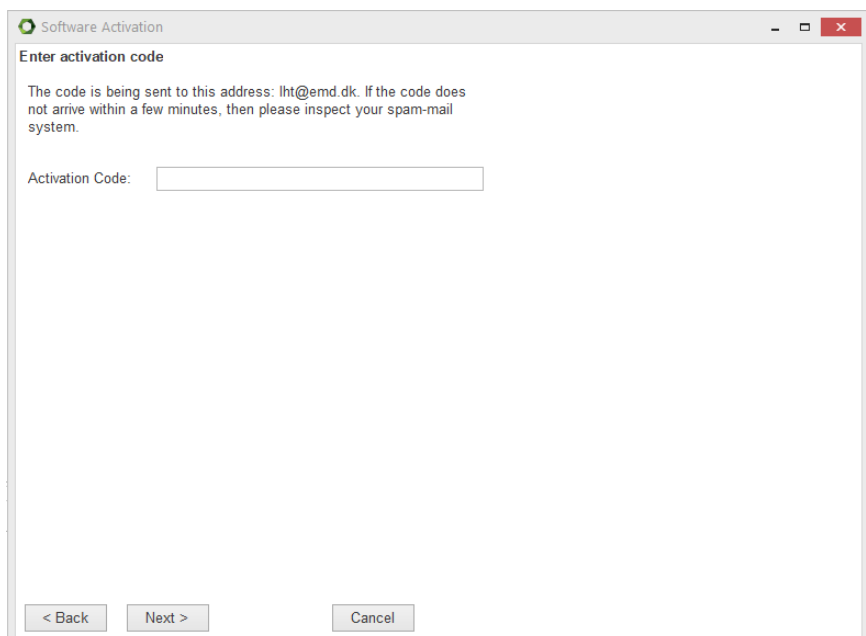 Software Activation
Enter activation code
The code is being sent to this address: lht@emd.dk. If the code does
not arrive within a few minutes, then please inspect your spam-mail
system.
Activation Code:
< Back Next > Cancel